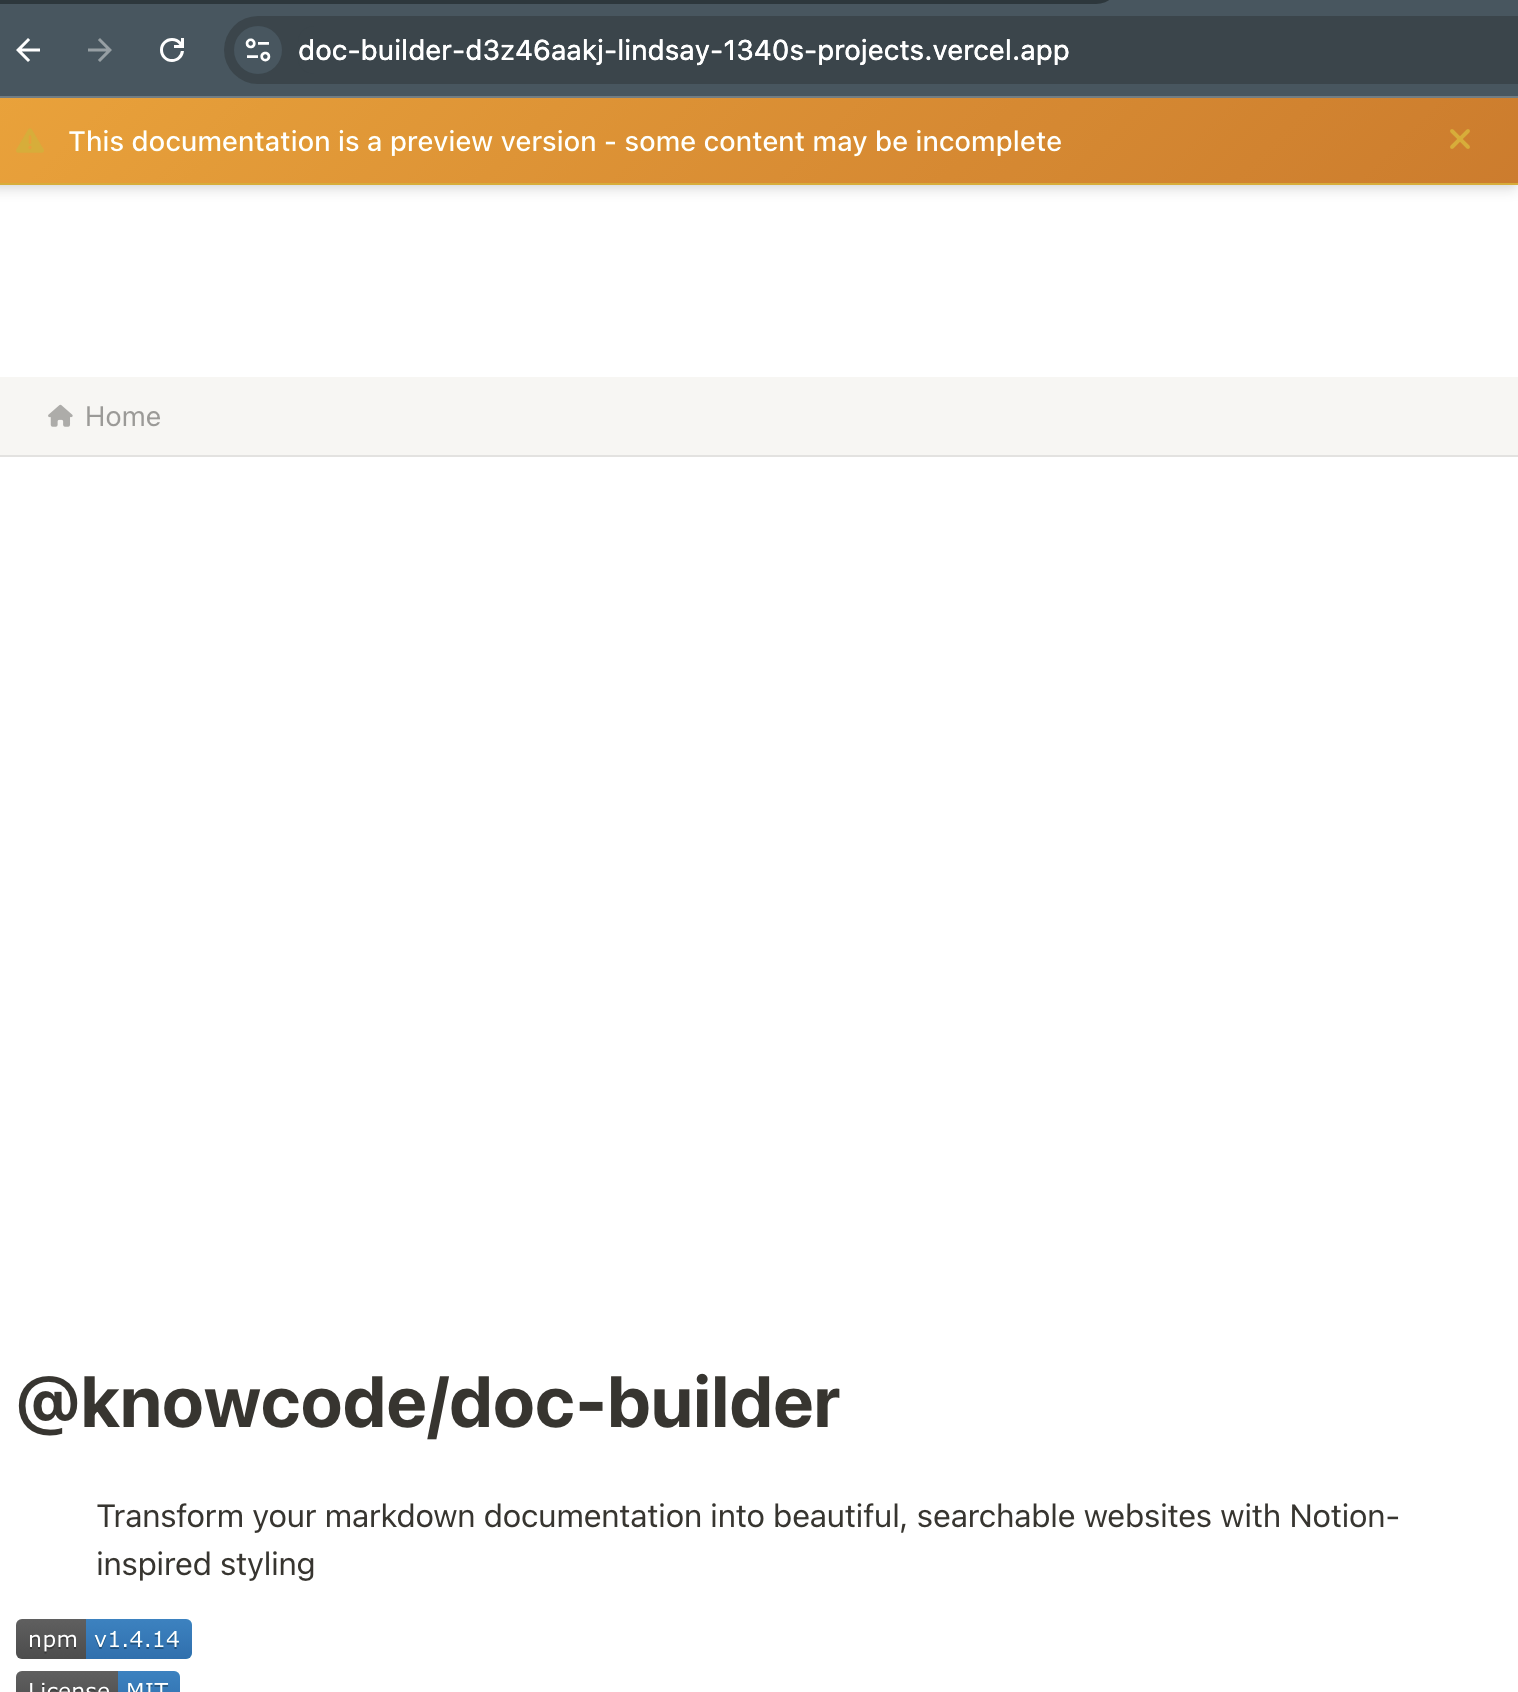 doc-builder-d3z46aakj-lindsay-1340s-projects.vercel.app
This documentation is a preview version - some content may be incomplete
Home
@knowcode/doc-builder
Transform your markdown documentation into beautiful, searchable websites with Notion-
inspired styling
npm v1.4.14
License MIT